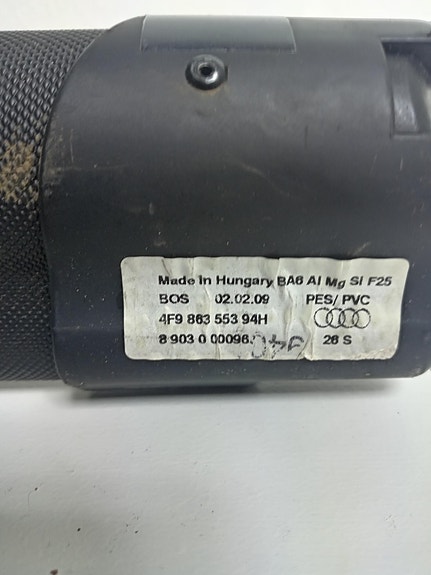 Made in Hungary BA6 Al Mg Si F25
BOS 02.02.09 PES/ PVC
4F9 863 553 94H
8 903 0 00096. 26 S